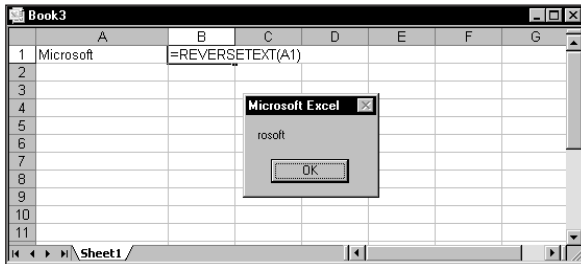 Book3
A B C D E F G
1 Microsoft =REVERSETEXT(A1)
2
3
4 Microsoft Excel
5 rosoft
6
7
8 OK
9
10
11
Sheet1